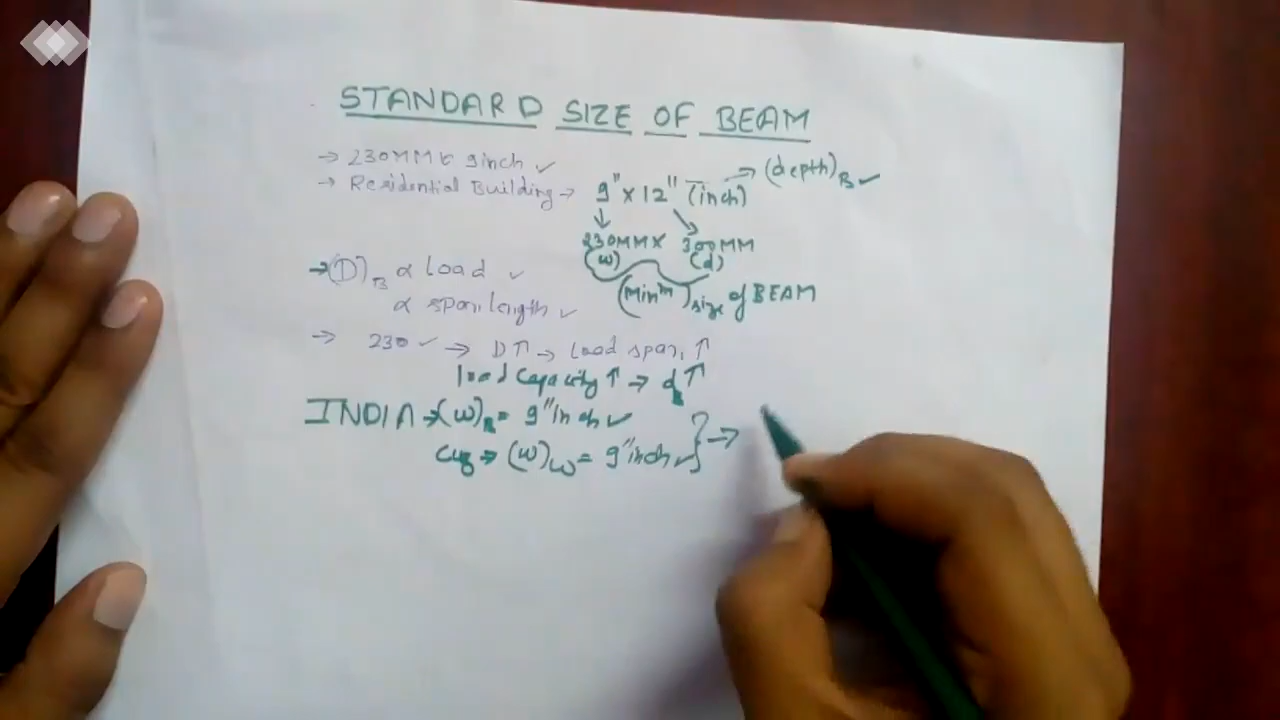 STANDARD SIZE OF BEAM
→ 230MM & 9inch ✓
→ Residential Building → 9" x 12" (inch) → (depth)B ✓
230MM x 300MM
(w) (d)
(Minm) size of BEAM
→ (D)B α Load ✓
α span length ✓
→ 230 ✓ → D↑ → Load span ↑
load Capacity ↑ → d↑
INDIA → (w)B = 9" inch ✓
cuz → (w)w = 9" inch ✓ } →